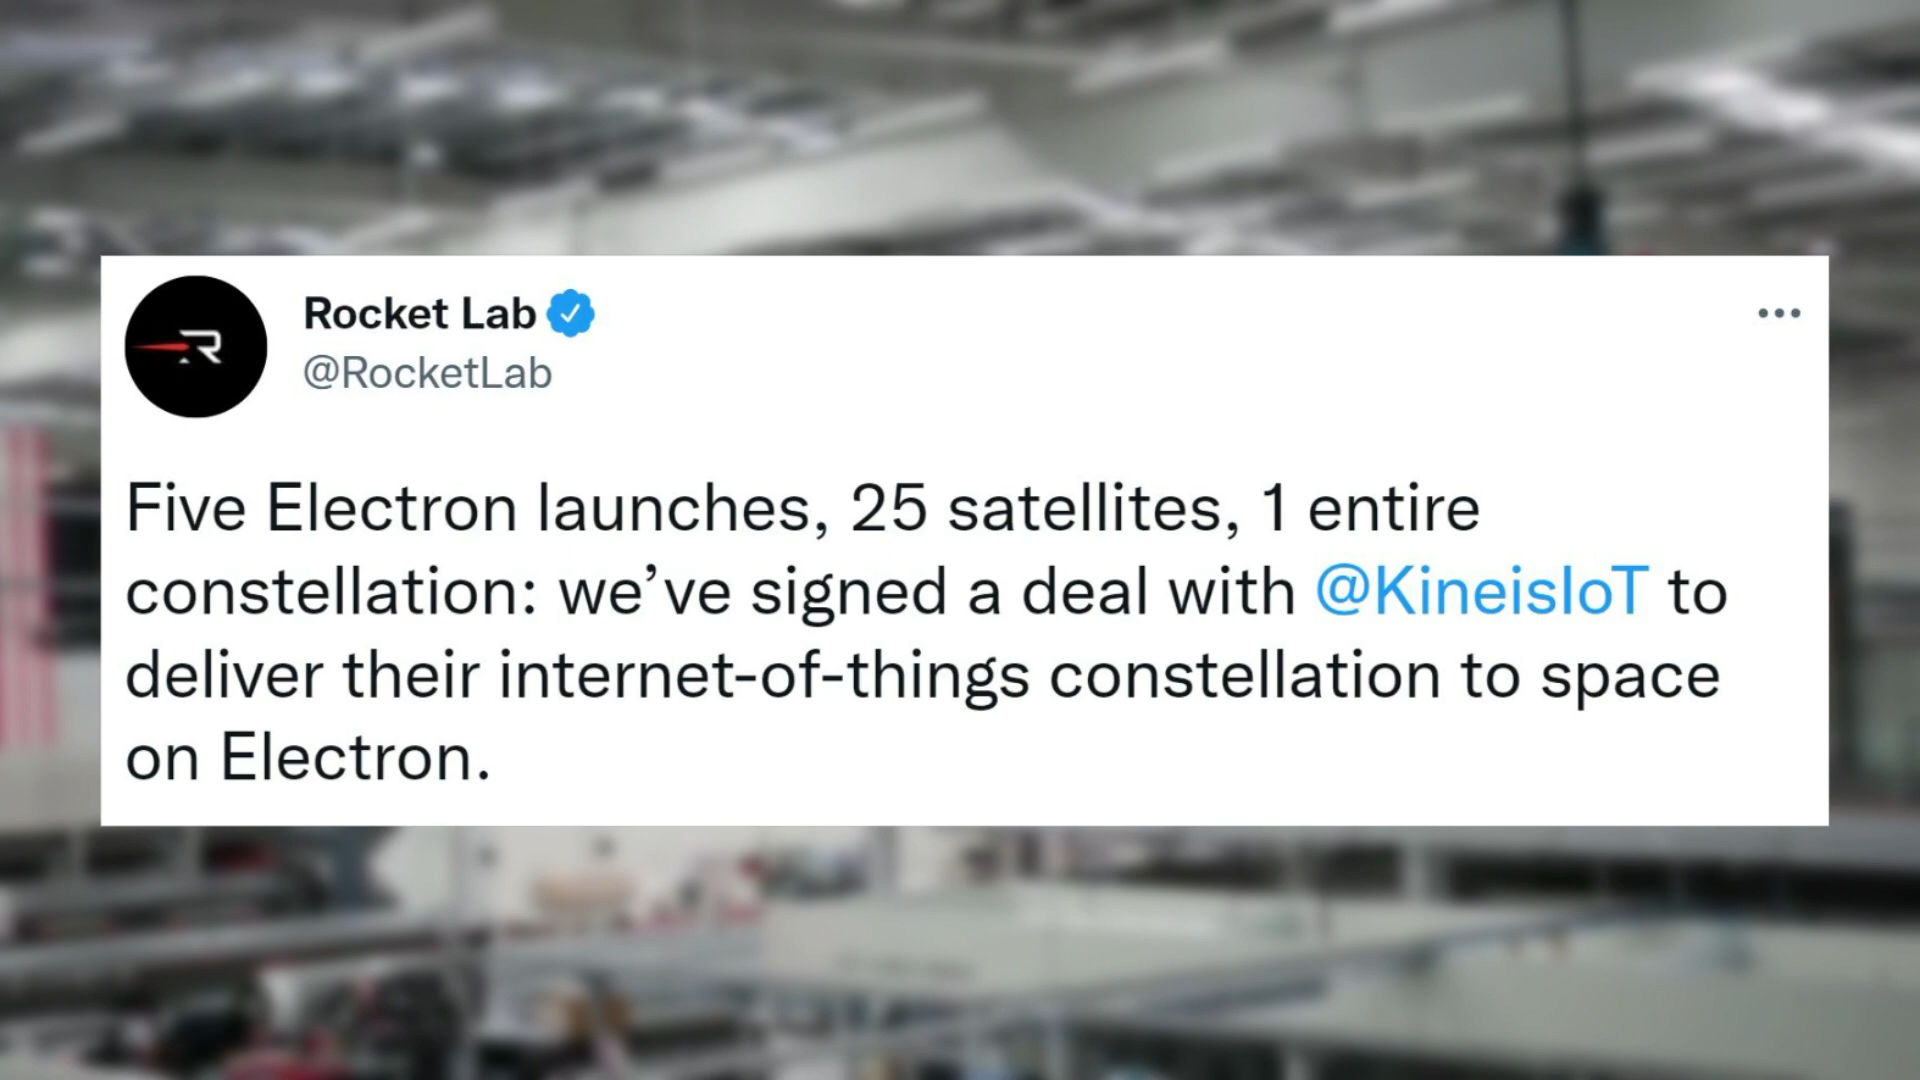 Rocket Lab
@RocketLab
Five Electron launches, 25 satellites, 1 entire
constellation: we’ve signed a deal with @KineisIoT to
deliver their internet-of-things constellation to space
on Electron.